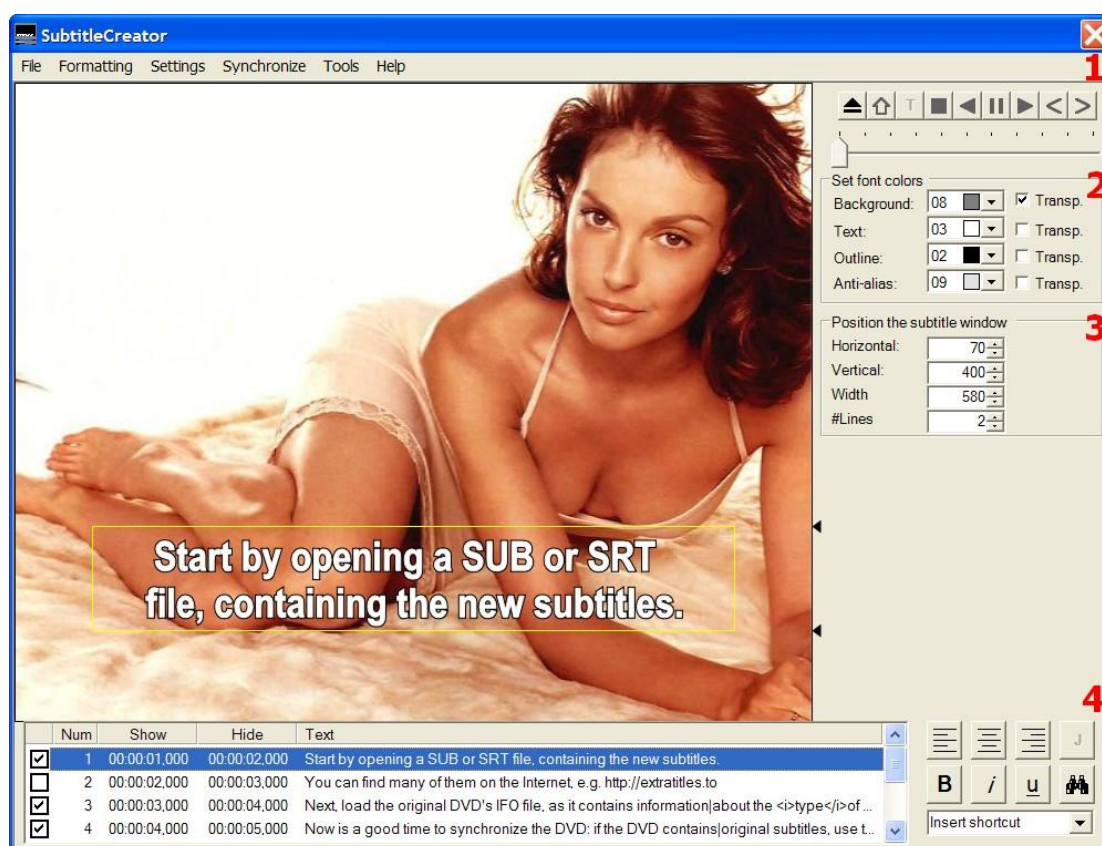 SubtitleCreator
File Formatting Settings Synchronize Tools Help
1
T
Set font colors
2
Background: 08 Transp.
Text: 03 Transp.
Outline: 02 Transp.
Anti-alias: 09 Transp.
Position the subtitle window
3
Horizontal: 70
Vertical: 400
Width 580
#Lines 2
Start by opening a SUB or SRT
file, containing the new subtitles.
4
Num Show Hide Text
1 00:00:01,000 00:00:02,000 Start by opening a SUB or SRT file, containing the new subtitles.
2 00:00:02,000 00:00:03,000 You can find many of them on the Internet, e.g. http://extratitles.to
3 00:00:03,000 00:00:04,000 Next, load the original DVD's IFO file, as it contains information|about the <i>type</i>of ...
4 00:00:04,000 00:00:05,000 Now is a good time to synchronize the DVD: if the DVD contains|original subtitles, use t...
J
B i u
Insert shortcut